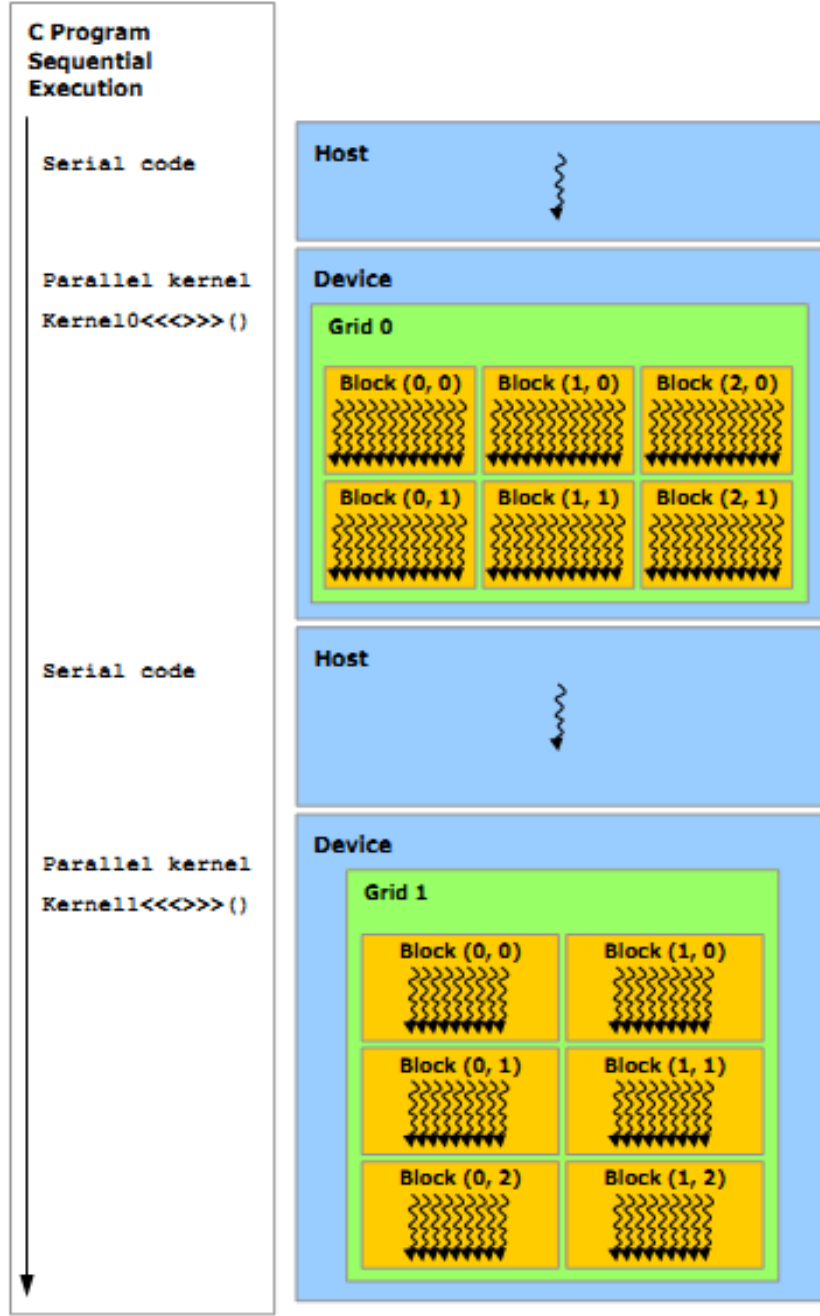 C Program
Sequential
Execution
Serial code
Host
Parallel kernel
Kernel0<<<>>>()
Device
Grid 0
Block (0, 0)
Block (1, 0)
Block (2, 0)
Block (0, 1)
Block (1, 1)
Block (2, 1)
Serial code
Host
Parallel kernel
Kernel1<<<>>>()
Device
Grid 1
Block (0, 0)
Block (1, 0)
Block (0, 1)
Block (1, 1)
Block (0, 2)
Block (1, 2)